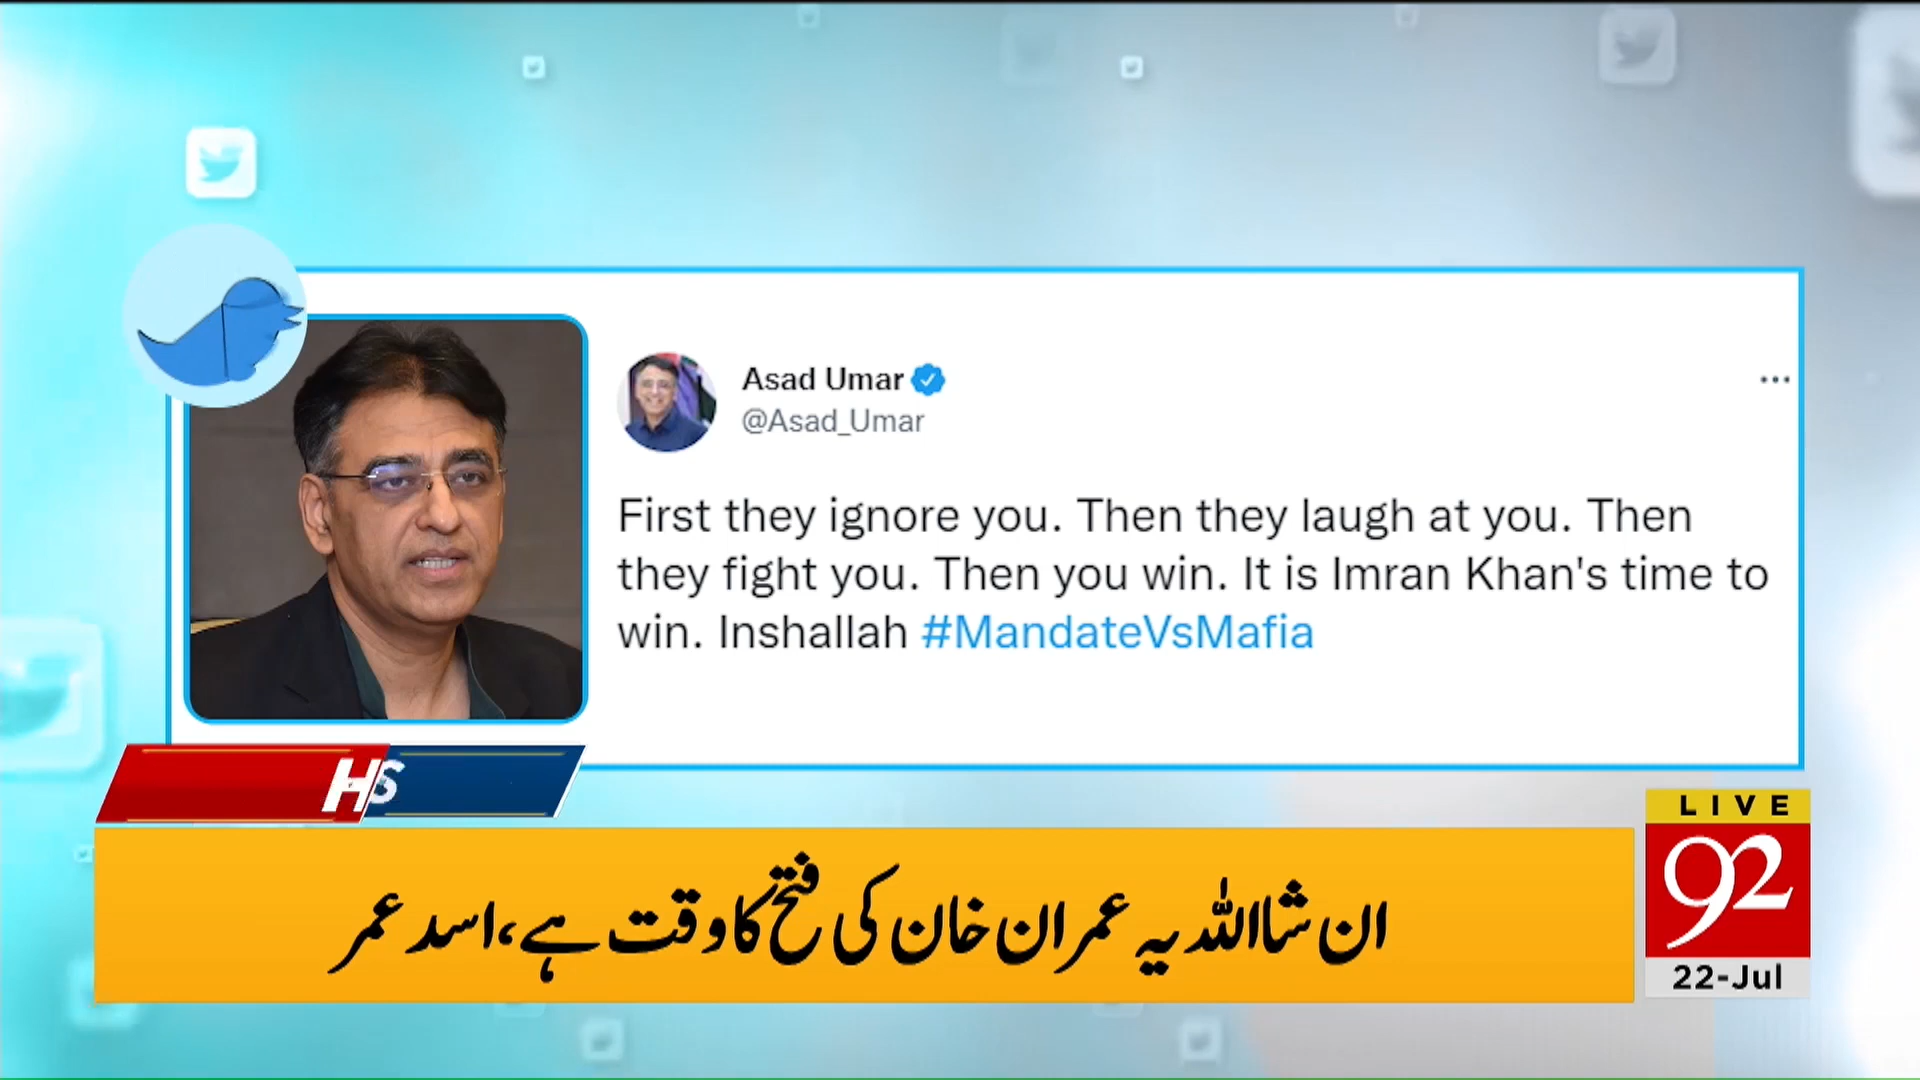 Asad Umar
@Asad_Umar
First they ignore you. Then they laugh at you. Then
they fight you. Then you win. It is Imran Khan's time to
win. Inshallah #MandateVsMafia
ان شااللہ یہ عمران خان کی فتح کا وقت ہے، اسد عمر
LIVE
92
22-Jul